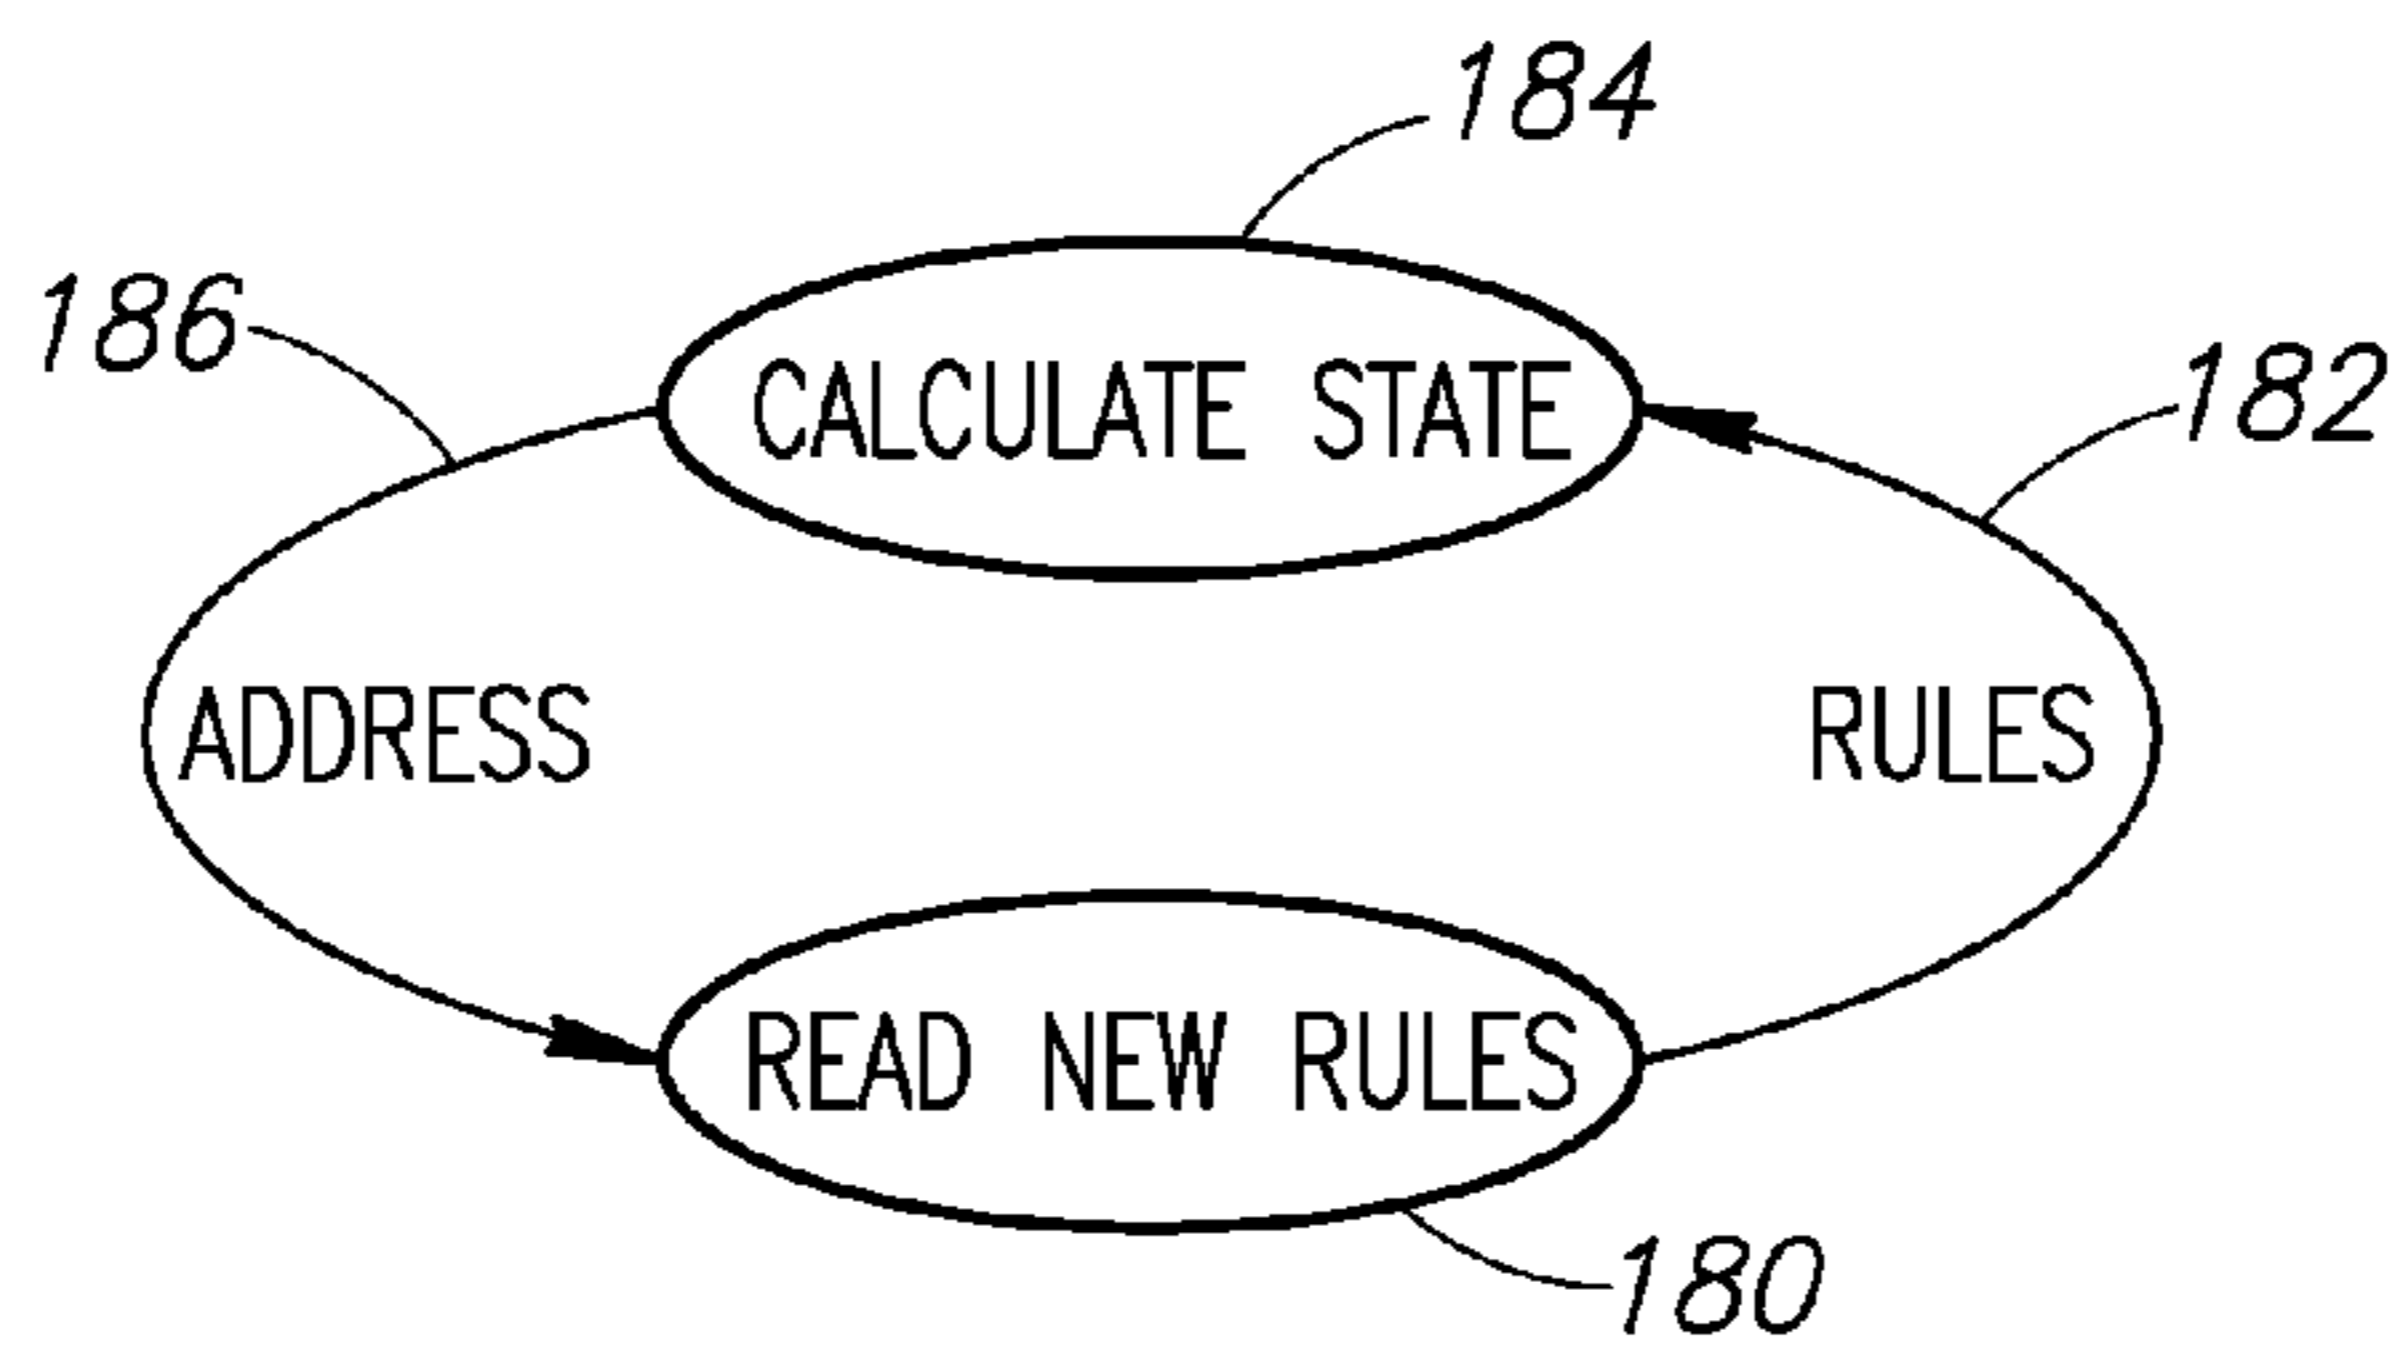 184
186
CALCULATE STATE
182
ADDRESS
RULES
READ NEW RULES
180